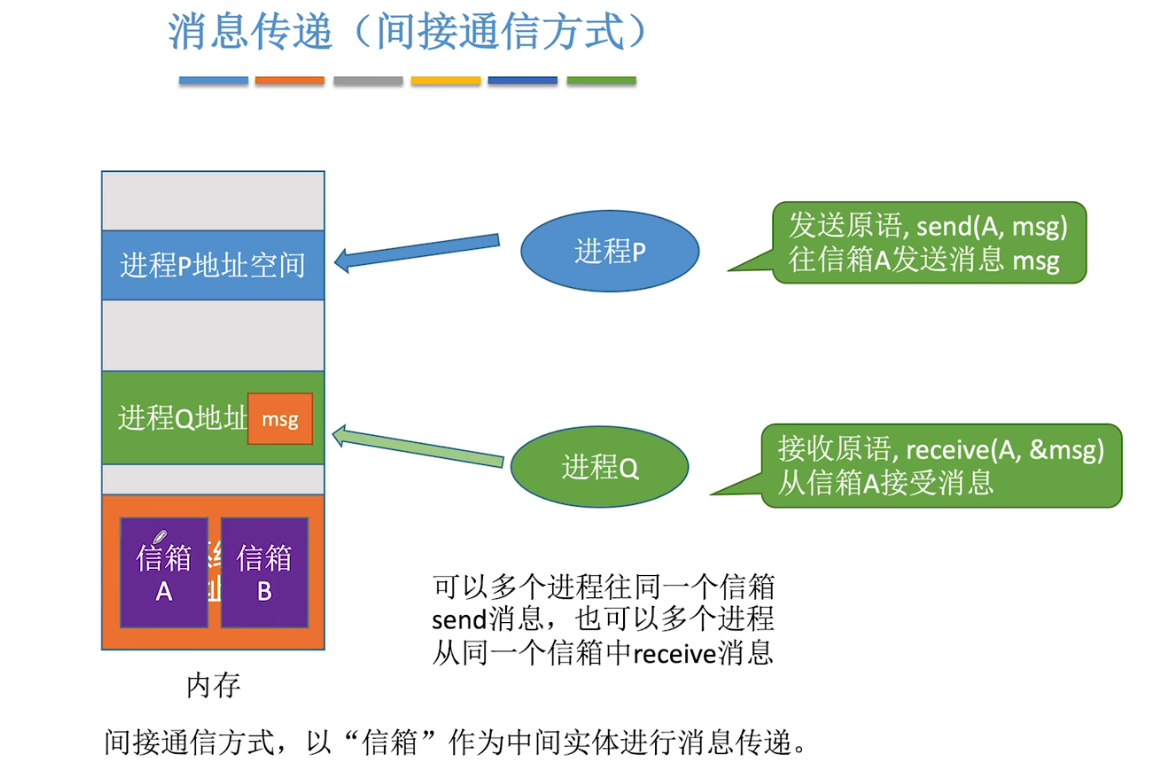 消息传递（间接通信方式）
进程P地址空间
进程P
发送原语, send(A, msg)
往信箱A发送消息 msg
进程Q地址
msg
进程Q
接收原语, receive(A, &msg)
从信箱A接受消息
信箱
A
信箱
B
可以多个进程往同一个信箱
send消息，也可以多个进程
从同一个信箱中receive消息
内存
间接通信方式，以“信箱”作为中间实体进行消息传递。